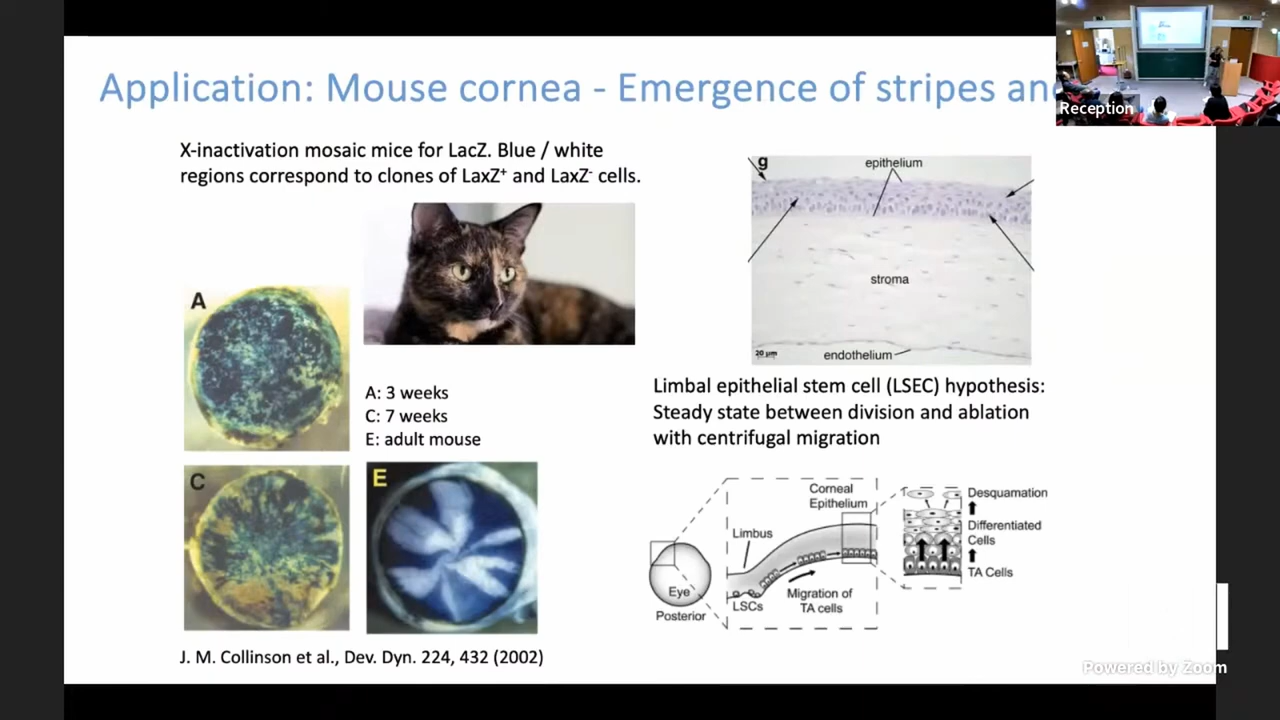 Application: Mouse cornea - Emergence of stripes and
Reception
X-inactivation mosaic mice for LacZ. Blue / white
regions correspond to clones of LaxZ+ and LaxZ- cells.
A
A: 3 weeks
C: 7 weeks
E: adult mouse
C
E
J. M. Collinson et al., Dev. Dyn. 224, 432 (2002)
g
epithelium
stroma
20 µm
endothelium
Limbal epithelial stem cell (LSEC) hypothesis:
Steady state between division and ablation
with centrifugal migration
Corneal
Epithelium
Limbus
Eye
Posterior
LSCs
Migration of
TA cells
Desquamation
Differentiated
Cells
TA Cells
Powered by Zoom